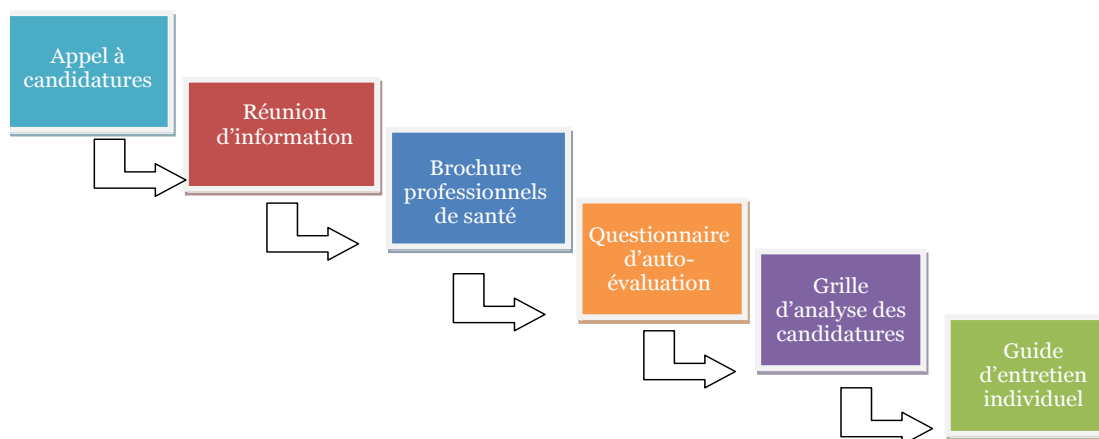 Appel à
candidatures
Réunion
d’information
Brochure
professionnels
de santé
Questionnaire
d’auto-
évaluation
Grille
d’analyse des
candidatures
Guide
d’entretien
individuel